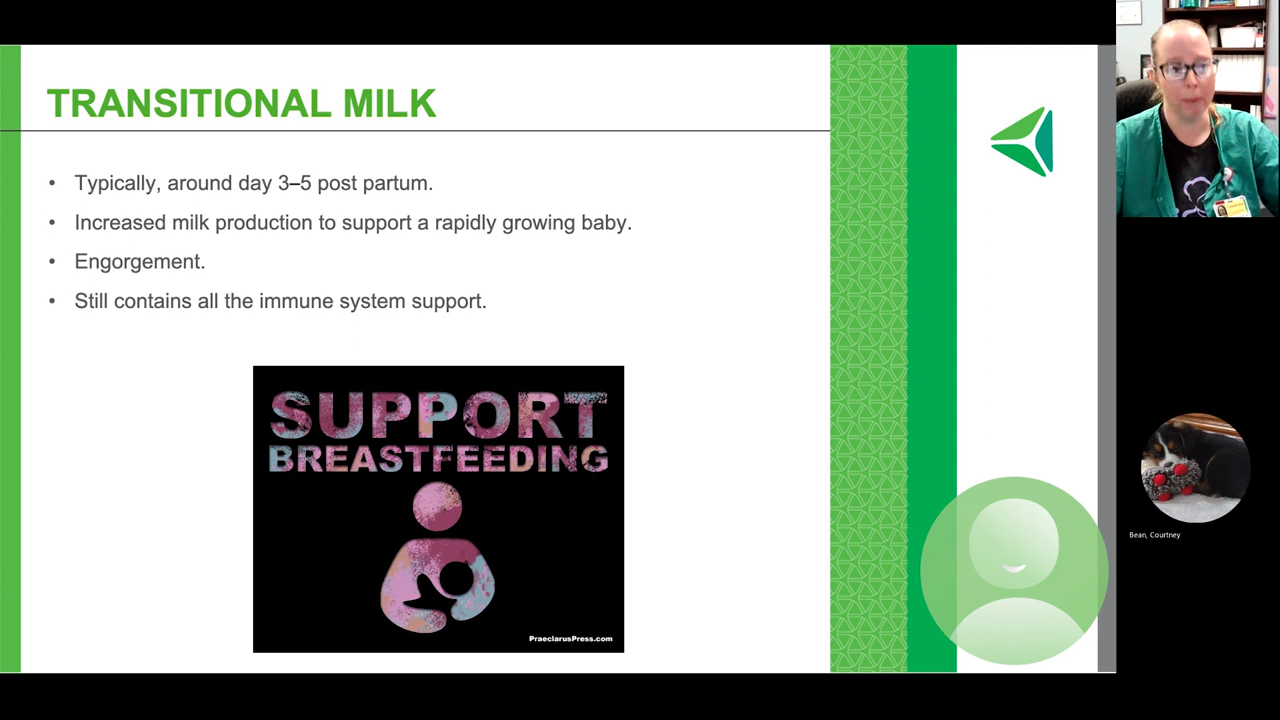 TRANSITIONAL MILK
• Typically, around day 3–5 post partum.
• Increased milk production to support a rapidly growing baby.
• Engorgement.
• Still contains all the immune system support.
SUPPORT
BREASTFEEDING
PraeclarusPress.com
Bean, Courtney